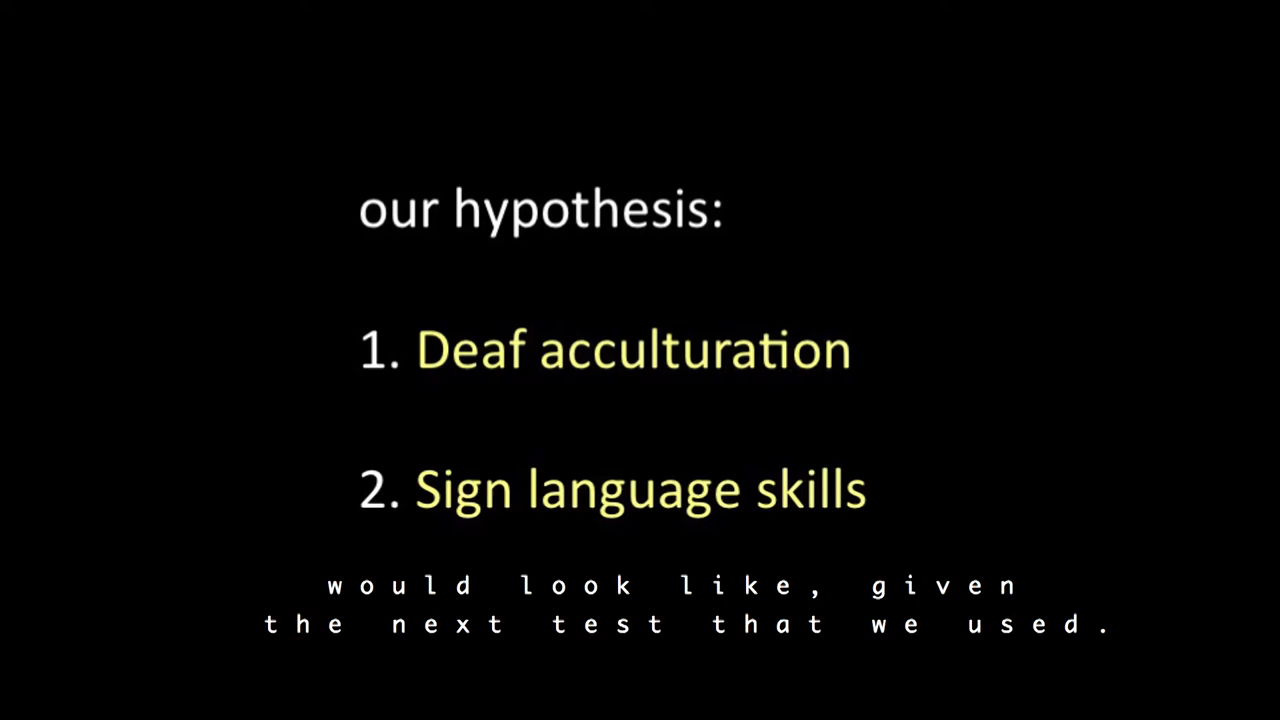 our hypothesis:
1. Deaf acculturation
2. Sign language skills
would look like, given
the next test that we used.